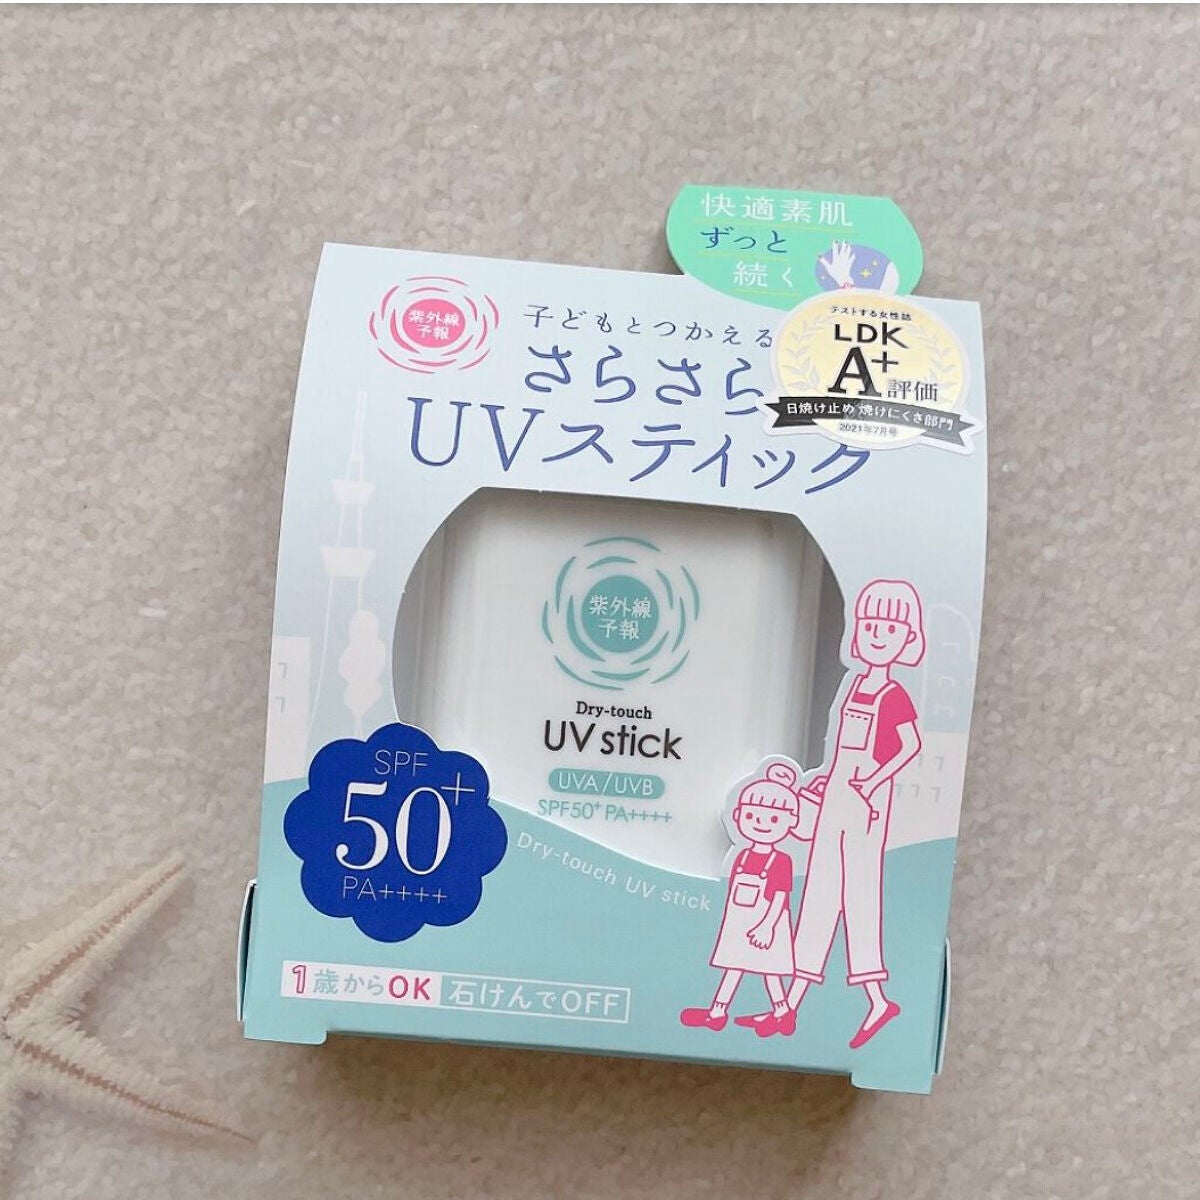 快適素肌
ずっと
続く
紫外線
予報
子どもとつかえる
さらさら
UVスティック
テストする女性誌
LDK
A+
評価
日焼け止め 焼けにくさ部門
2021年7月号
紫外線
予報
Dry-touch
UV stick
UVA/UVB
SPF50+ PA++++
SPF
50+
PA++++
Dry-touch UV stick
1歳からOK 石けんでOFF